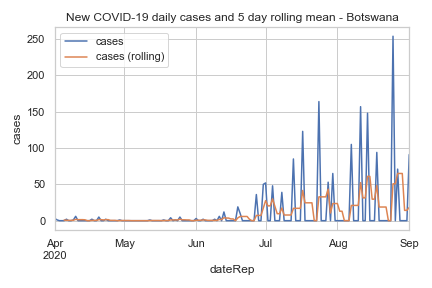 New COVID-19 daily cases and 5 day rolling mean - Botswana
cases
cases (rolling)
250
200
150
100
50
0
cases
Apr May Jun Jul Aug Sep
2020
dateRep